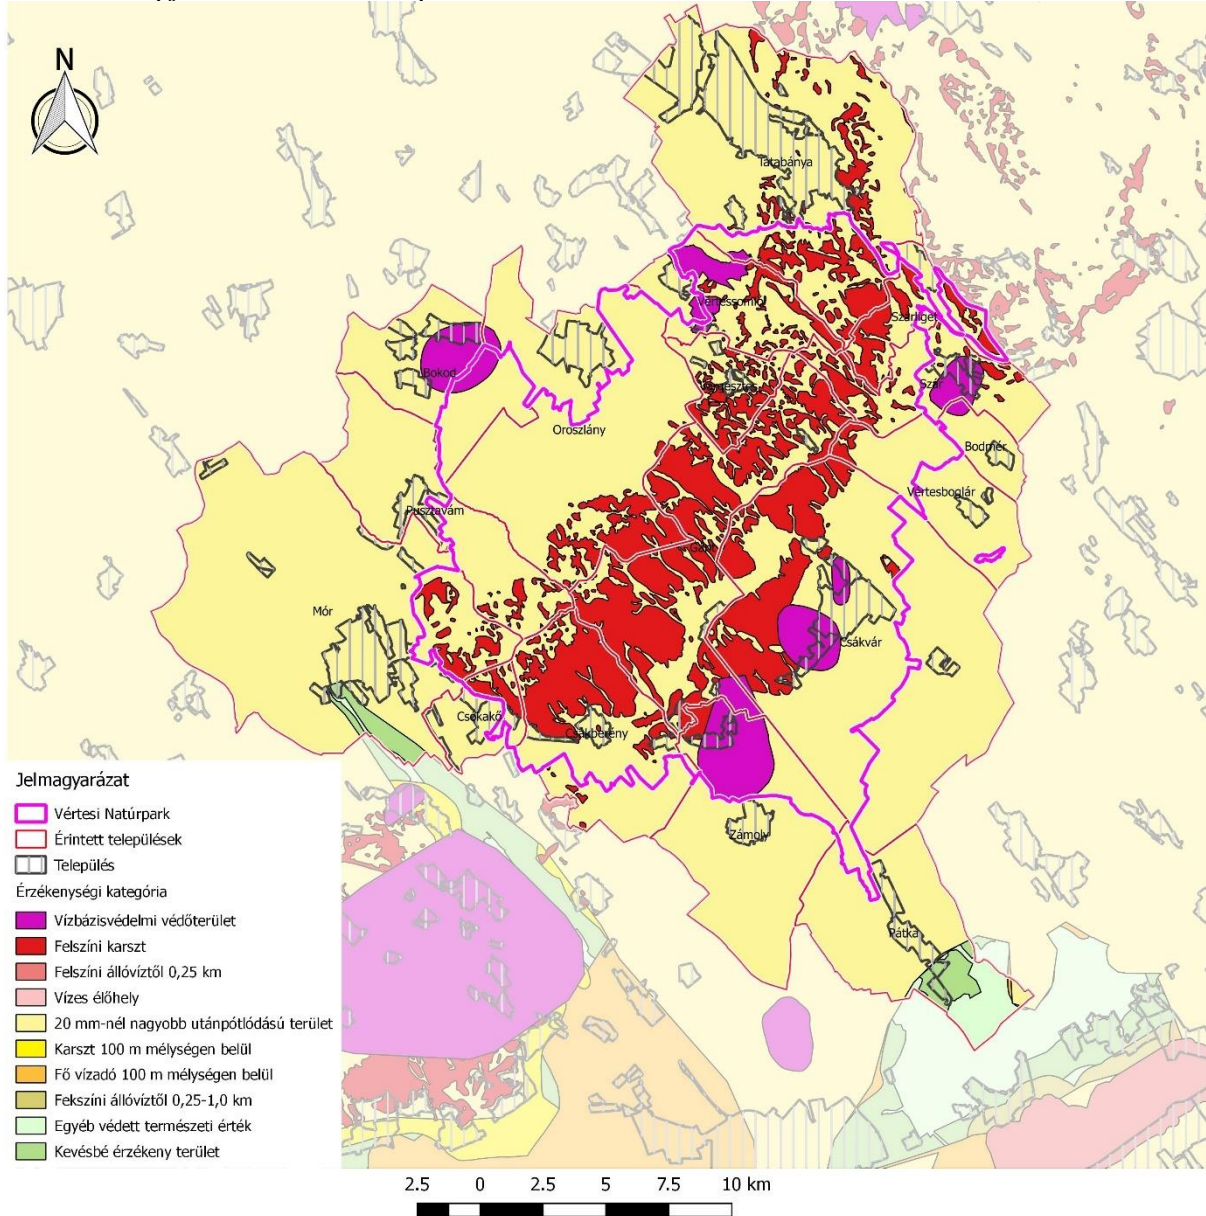 N
Tatabánya
Vértessomló
Szárliget
Bokod
Szár
Oroszlány
Bodmér
Vértesboglár
Pusztavám
Gánt
Mór
Csákvár
Csókakő
Csákberény
Zámoly
Pátka
Jelmagyarázat
Vértesi Natúrpark
Érintett települések
Település
Érzékenységi kategória
Vízbázisvédelmi védőterület
Felszíni karszt
Felszíni állóvíztől 0,25 km
Vizes élőhely
20 mm-nél nagyobb utánpótlódású terület
Karszt 100 m mélységen belül
Fő vízadó 100 m mélységen belül
Fekszíni állóvíztől 0,25-1,0 km
Egyéb védett természeti érték
Kevésbé érzékeny terület
2.5 0 2.5 5 7.5 10 km